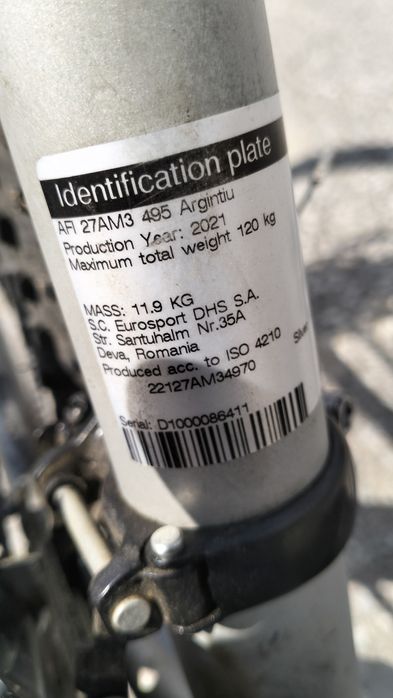 Identification plate
AFI 27AM3 495 Argintiu
Production Year: 2021
Maximum total weight 120 kg
MASS: 11.9 KG
S.C. Eurosport DHS S.A.
Str. Santuhalm Nr.35A
Deva, Romania
Produced acc. to ISO 4210
22127AM34970
Serial: D1000086411